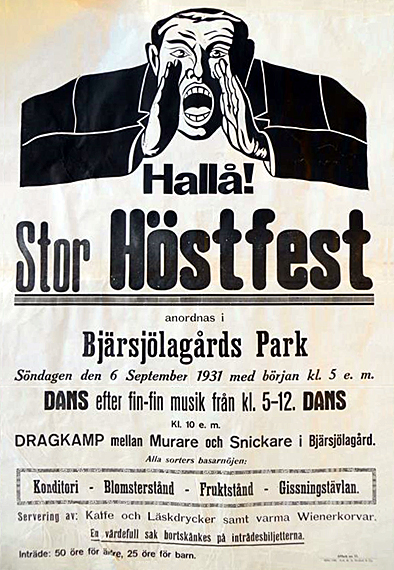 Hallå!
Stor Höstfest
anordnas i
Bjärsjölagårds Park
Söndagen den 6 September 1931 med början kl. 5 e. m.
DANS efter fin-fin musik från kl. 5-12. DANS
Kl. 10 e. m.
DRAGKAMP mellan Murare och Snickare i Bjärsjölagård.
Alla sorters basarnöjen:
Konditori - Blomsterstånd - Fruktstånd - Gissningstävlan.
Servering av: Kaffe och Läskdrycker samt varma Wienerkorvar.
En värdefull sak bortskänkes på inträdesbiljetterna.
Inträde: 50 öre för äldre, 25 öre för barn.